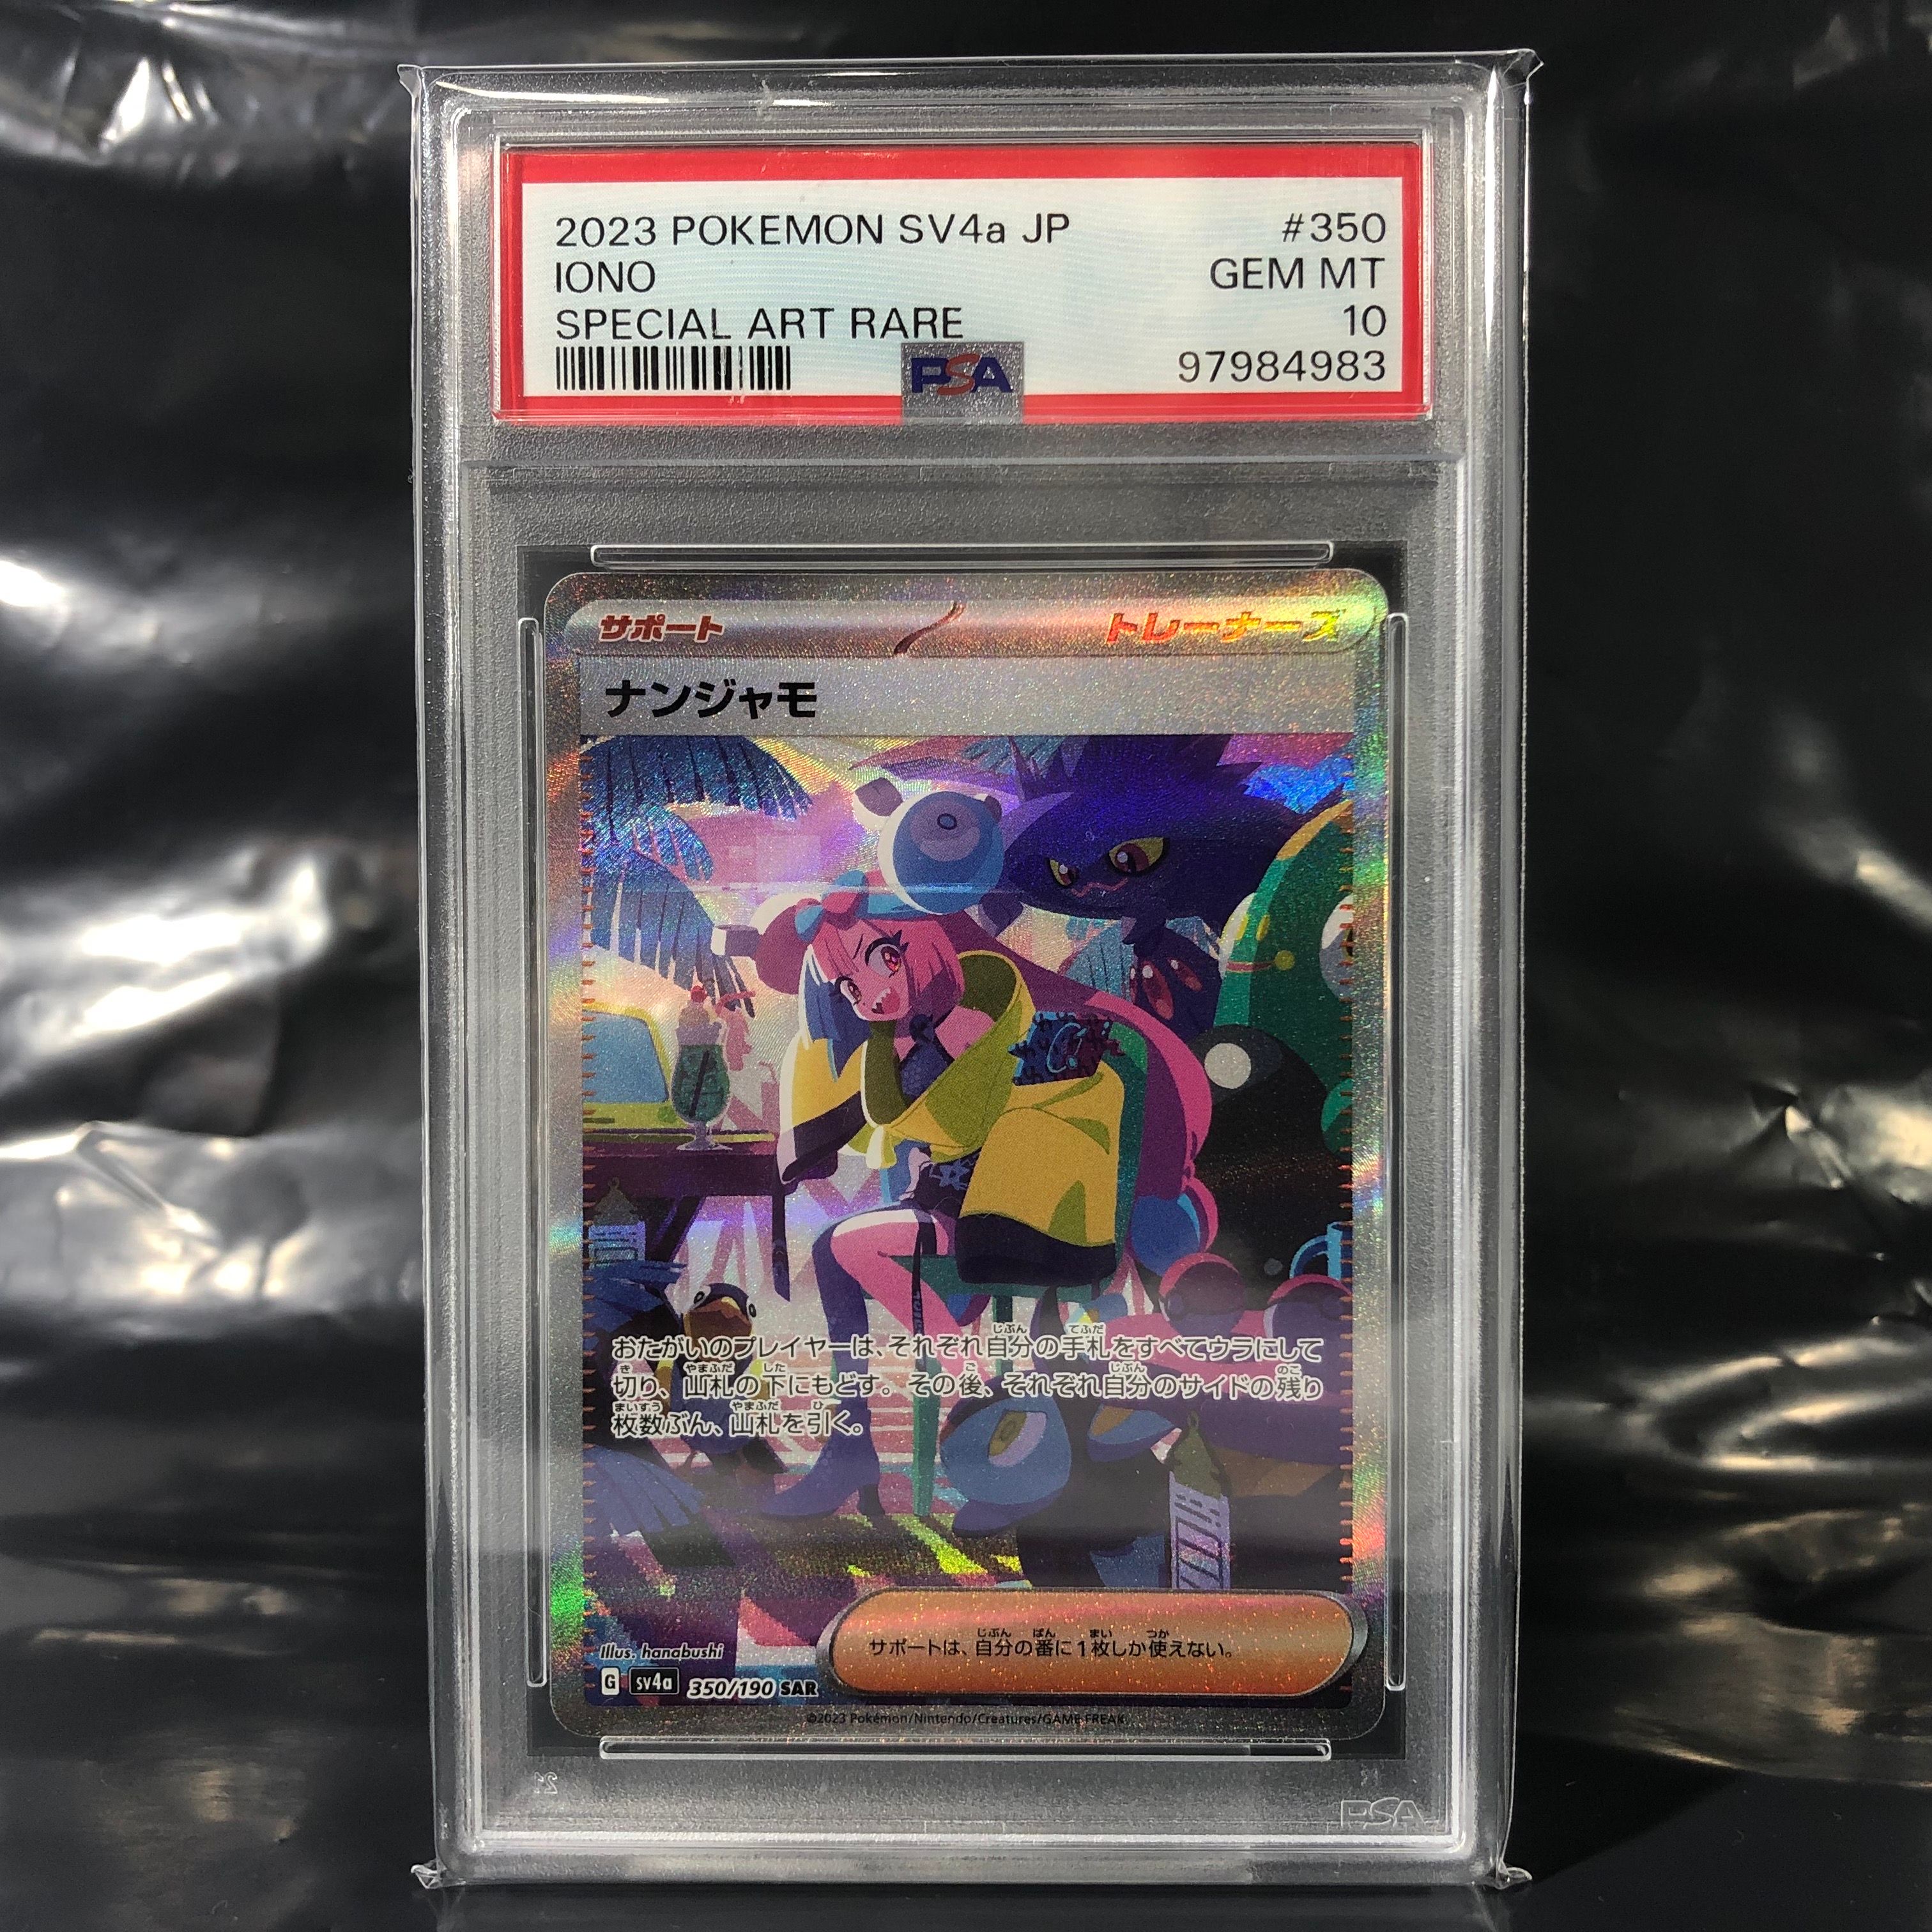 2023 POKEMON SV4a JP #350
IONO GEM MT
SPECIAL ART RARE 10
PSA 97984983
サポート トレーナーズ
ナンジャモ
おたがいのプレイヤーは、それぞれ自分の手札をすべてウラにして
切り、山札の下にもどす。その後、それぞれ自分のサイドの残り
枚数ぶん、山札を引く。
サポートは、自分の番に1枚しか使えない。
Illus. hanabushi
G sv4a 350/190 SAR
©2023 Pokémon/Nintendo/Creatures/GAME FREAK.
PSA